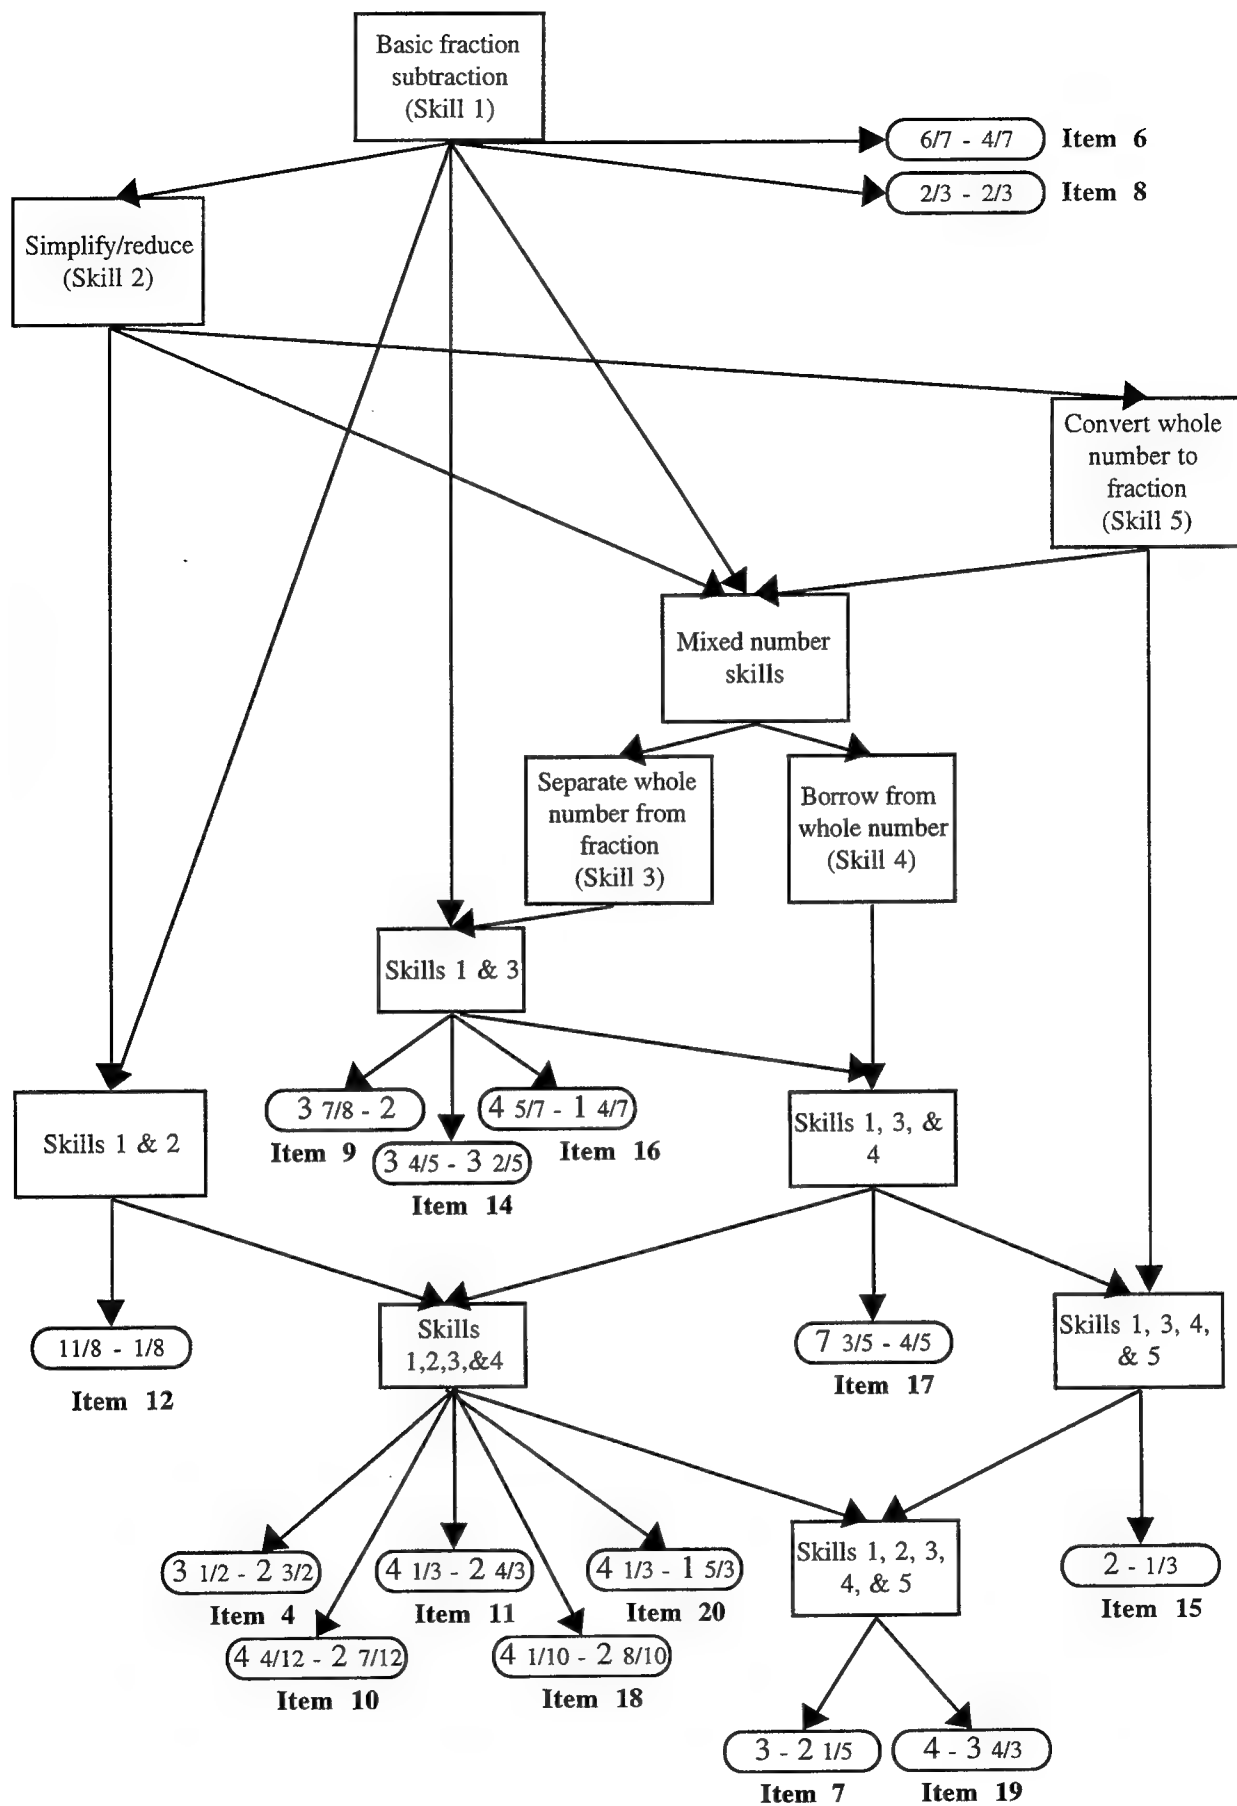 Basic fraction
subtraction
(Skill 1)
6/7 - 4/7 Item 6
2/3 - 2/3 Item 8
Simplify/reduce
(Skill 2)
Convert whole
number to
fraction
(Skill 5)
Mixed number
skills
Separate whole
number from
fraction
(Skill 3)
Borrow from
whole number
(Skill 4)
Skills 1 & 3
3 7/8 - 2
Item 9
3 4/5 - 3 2/5
Item 14
4 5/7 - 1 4/7
Item 16
Skills 1 & 2
Skills 1, 3, &
4
11/8 - 1/8
Item 12
Skills
1,2,3,&4
7 3/5 - 4/5
Item 17
Skills 1, 3, 4,
& 5
3 1/2 - 2 3/2
Item 4
4 1/3 - 2 4/3
Item 11
4 1/3 - 1 5/3
Item 20
4 4/12 - 2 7/12
Item 10
4 1/10 - 2 8/10
Item 18
Skills 1, 2, 3,
4, & 5
2 - 1/3
Item 15
3 - 2 1/5
Item 7
4 - 3 4/3
Item 19